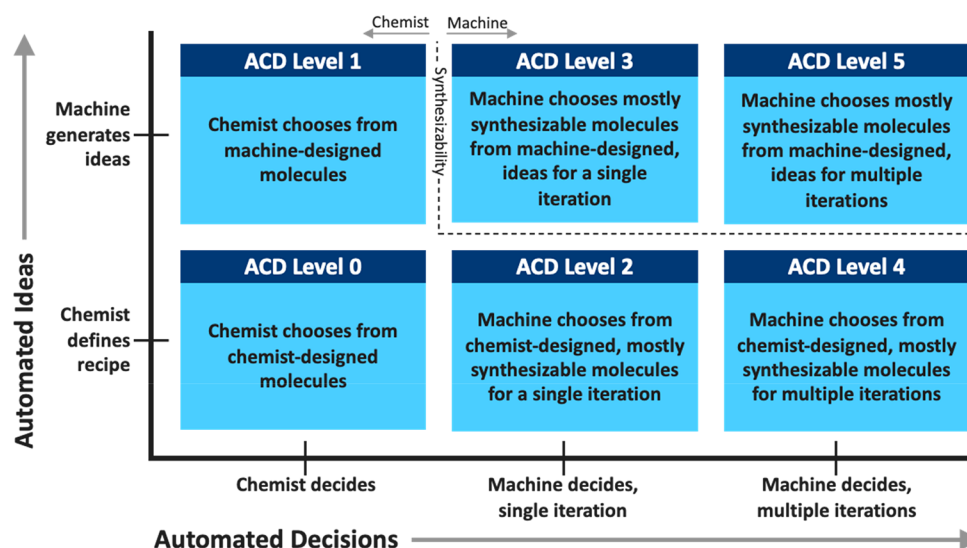 Chemist
Machine
Synthesizability
ACD Level 1
Chemist chooses from
machine-designed
molecules
ACD Level 3
Machine chooses mostly
synthesizable molecules
from machine-designed,
ideas for a single
iteration
ACD Level 5
Machine chooses mostly
synthesizable molecules
from machine-designed,
ideas for multiple
iterations
Machine
generates
ideas
ACD Level 0
Chemist chooses from
chemist-designed
molecules
ACD Level 2
Machine chooses from
chemist-designed, mostly
synthesizable molecules
for a single iteration
ACD Level 4
Machine chooses from
chemist-designed, mostly
synthesizable molecules
for multiple iterations
Chemist
defines
recipe
Automated Ideas
Chemist decides
Machine decides,
single iteration
Machine decides,
multiple iterations
Automated Decisions